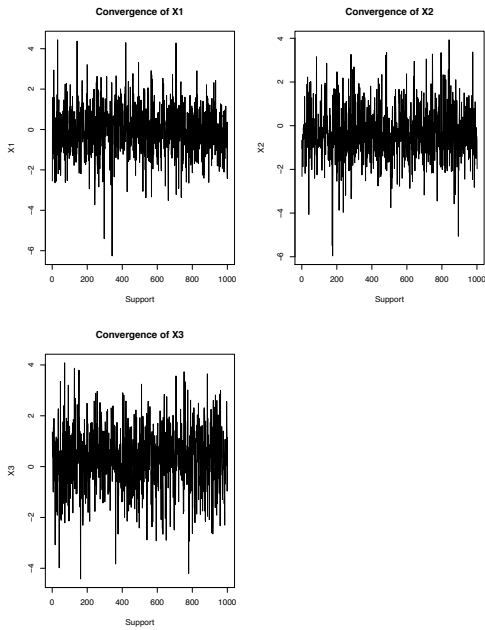 Convergence of X1
X1
4
2
0
−2
−4
−6
0 200 400 600 800 1000
Support
Convergence of X2
X2
4
2
0
−2
−4
−6
0 200 400 600 800 1000
Support
Convergence of X3
X3
4
2
0
−2
−4
0 200 400 600 800 1000
Support